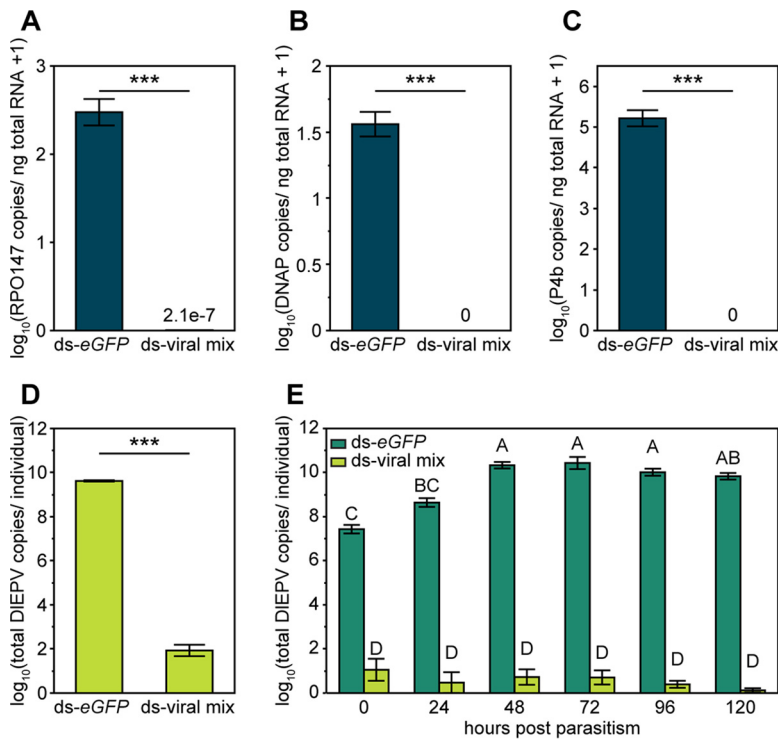 A
log10(RPO147 copies/ ng total RNA +1)
3
2
1
0
***
2.1e-7
ds-eGFP ds-viral mix
B
log10(DNAP copies/ ng total RNA + 1)
2
1.5
1
0.5
0
***
0
ds-eGFP ds-viral mix
C
log10(P4b copies/ ng total RNA + 1)
6
5
4
3
2
1
0
***
0
ds-eGFP ds-viral mix
D
log10(total DIEPV copies/ individual)
12
10
8
6
4
2
0
***
ds-eGFP ds-viral mix
E
log10(total DIEPV copies/ individual)
12
10
8
6
4
2
0
ds-eGFP
ds-viral mix
C BC A A A AB
D D D D D D
0 24 48 72 96 120
hours post parasitism